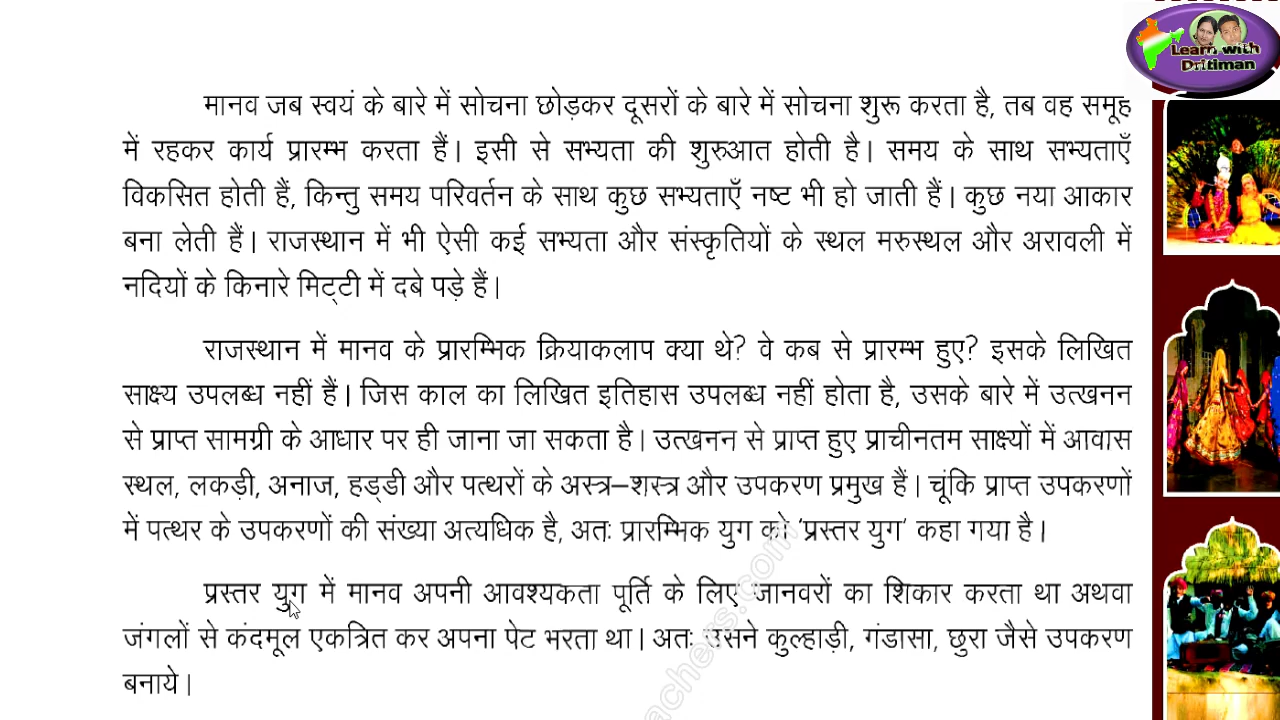 Learn with
Dritiman
मानव जब स्वयं के बारे में सोचना छोड़कर दूसरों के बारे में सोचना शुरू करता है, तब वह समूह
में रहकर कार्य प्रारम्भ करता हैं। इसी से सभ्यता की शुरुआत होती है। समय के साथ सभ्यताएँ
विकसित होती हैं, किन्तु समय परिवर्तन के साथ कुछ सभ्यताएँ नष्ट भी हो जाती हैं। कुछ नया आकार
बना लेती हैं। राजस्थान में भी ऐसी कई सभ्यता और संस्कृतियों के स्थल मरुस्थल और अरावली में
नदियों के किनारे मिट्टी में दबे पड़े हैं।
राजस्थान में मानव के प्रारम्भिक क्रियाकलाप क्या थे? वे कब से प्रारम्भ हुए? इसके लिखित
साक्ष्य उपलब्ध नहीं हैं। जिस काल का लिखित इतिहास उपलब्ध नहीं होता है, उसके बारे में उत्खनन
से प्राप्त सामग्री के आधार पर ही जाना जा सकता है। उत्खनन से प्राप्त हुए प्राचीनतम साक्ष्यों में आवास
स्थल, लकड़ी, अनाज, हड्डी और पत्थरों के अस्त्र–शस्त्र और उपकरण प्रमुख हैं। चूंकि प्राप्त उपकरणों
में पत्थर के उपकरणों की संख्या अत्यधिक है, अतः प्रारम्भिक युग को 'प्रस्तर युग' कहा गया है।
प्रस्तर युग में मानव अपनी आवश्यकता पूर्ति के लिए जानवरों का शिकार करता था अथवा
जंगलों से कंदमूल एकत्रित कर अपना पेट भरता था। अतः उसने कुल्हाड़ी, गंडासा, छुरा जैसे उपकरण
बनाये।
achers.com